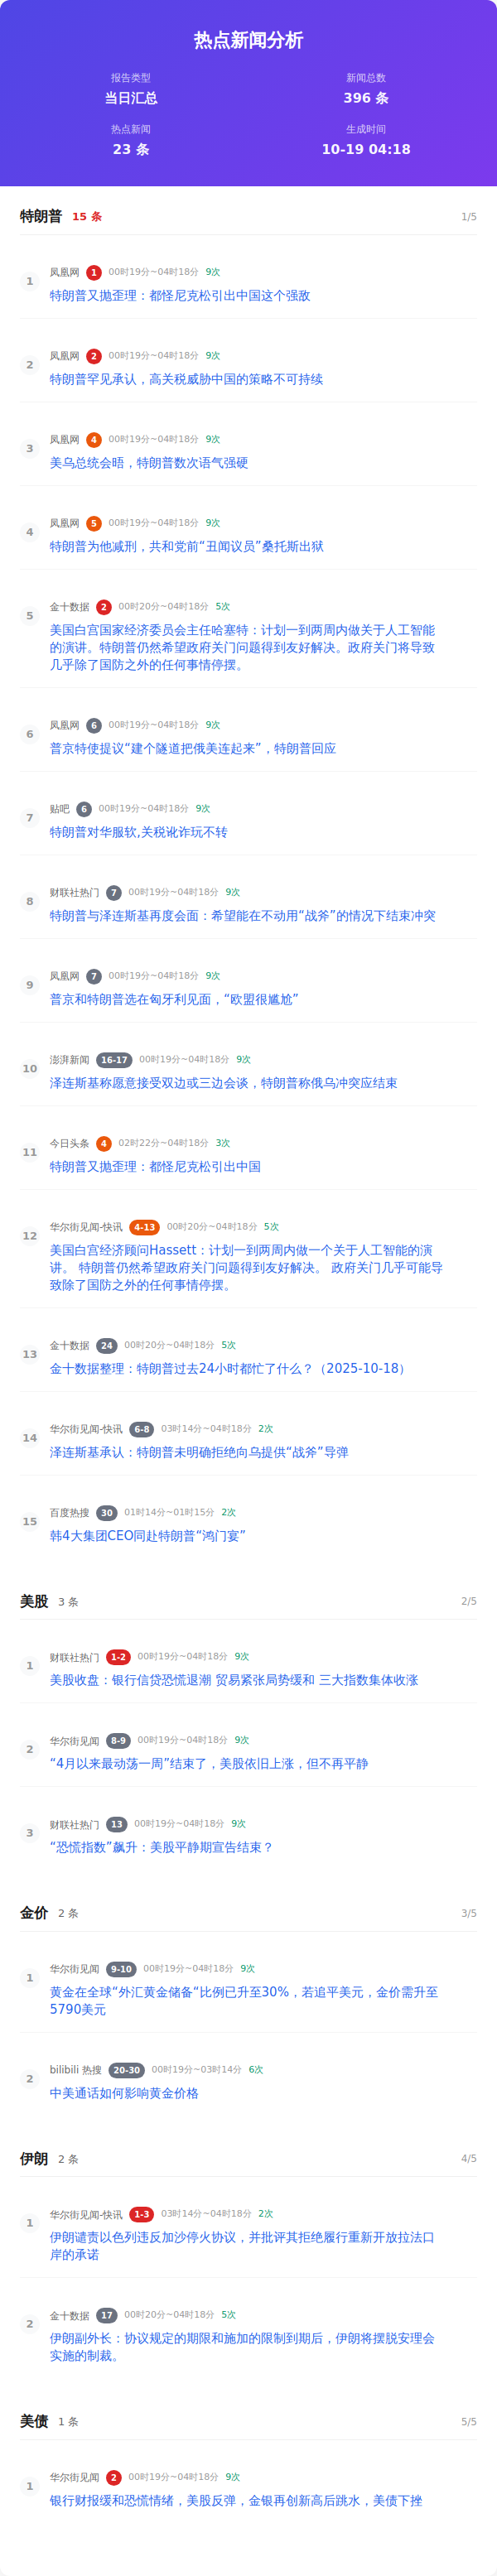 热点新闻分析
报告类型
当日汇总
新闻总数
396 条
热点新闻
23 条
生成时间
10-19 04:18
特朗普 15 条 1/5
1
凤凰网 1 00时19分~04时18分 9次
特朗普又抛歪理：都怪尼克松引出中国这个强敌
2
凤凰网 2 00时19分~04时18分 9次
特朗普罕见承认，高关税威胁中国的策略不可持续
3
凤凰网 4 00时19分~04时18分 9次
美乌总统会晤，特朗普数次语气强硬
4
凤凰网 5 00时19分~04时18分 9次
特朗普为他减刑，共和党前“丑闻议员”桑托斯出狱
5
金十数据 2 00时20分~04时18分 5次
美国白宫国家经济委员会主任哈塞特：计划一到两周内做关于人工智能
的演讲。特朗普仍然希望政府关门问题得到友好解决。政府关门将导致
几乎除了国防之外的任何事情停摆。
6
凤凰网 6 00时19分~04时18分 9次
普京特使提议“建个隧道把俄美连起来”，特朗普回应
7
贴吧 6 00时19分~04时18分 9次
特朗普对华服软,关税讹诈玩不转
8
财联社热门 7 00时19分~04时18分 9次
特朗普与泽连斯基再度会面：希望能在不动用“战斧”的情况下结束冲突
9
凤凰网 7 00时19分~04时18分 9次
普京和特朗普选在匈牙利见面，“欧盟很尴尬”
10
澎湃新闻 16-17 00时19分~04时18分 9次
泽连斯基称愿意接受双边或三边会谈，特朗普称俄乌冲突应结束
11
今日头条 4 02时22分~04时18分 3次
特朗普又抛歪理：都怪尼克松引出中国
12
华尔街见闻-快讯 4-13 00时20分~04时18分 5次
美国白宫经济顾问Hassett：计划一到两周内做一个关于人工智能的演
讲。 特朗普仍然希望政府关门问题得到友好解决。 政府关门几乎可能导
致除了国防之外的任何事情停摆。
13
金十数据 24 00时20分~04时18分 5次
金十数据整理：特朗普过去24小时都忙了什么？（2025-10-18）
14
华尔街见闻-快讯 6-8 03时14分~04时18分 2次
泽连斯基承认：特朗普未明确拒绝向乌提供“战斧”导弹
15
百度热搜 30 01时14分~01时15分 2次
韩4大集团CEO同赴特朗普“鸿门宴”
美股 3 条 2/5
1
财联社热门 1-2 00时19分~04时18分 9次
美股收盘：银行信贷恐慌退潮 贸易紧张局势缓和 三大指数集体收涨
2
华尔街见闻 8-9 00时19分~04时18分 9次
“4月以来最动荡一周”结束了，美股依旧上涨，但不再平静
3
财联社热门 13 00时19分~04时18分 9次
“恐慌指数”飙升：美股平静期宣告结束？
金价 2 条 3/5
1
华尔街见闻 9-10 00时19分~04时18分 9次
黄金在全球“外汇黄金储备“比例已升至30%，若追平美元，金价需升至
5790美元
2
bilibili 热搜 20-30 00时19分~03时14分 6次
中美通话如何影响黄金价格
伊朗 2 条 4/5
1
华尔街见闻-快讯 1-3 03时14分~04时18分 2次
伊朗谴责以色列违反加沙停火协议，并批评其拒绝履行重新开放拉法口
岸的承诺
2
金十数据 17 00时20分~04时18分 5次
伊朗副外长：协议规定的期限和施加的限制到期后，伊朗将摆脱安理会
实施的制裁。
美债 1 条 5/5
1
华尔街见闻 2 00时19分~04时18分 9次
银行财报缓和恐慌情绪，美股反弹，金银再创新高后跳水，美债下挫